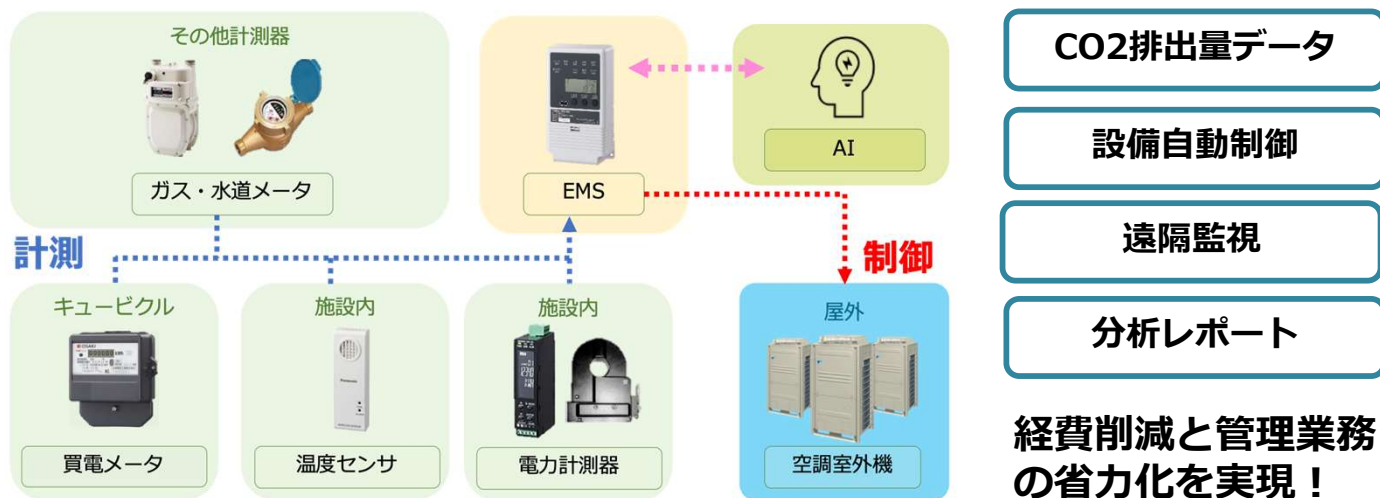 その他計測器
ガス・水道メータ
EMS
AI
計測
制御
キュービクル
買電メータ
施設内
温度センサ
施設内
電力計測器
屋外
空調室外機
CO2排出量データ
設備自動制御
遠隔監視
分析レポート
経費削減と管理業務
の省力化を実現！